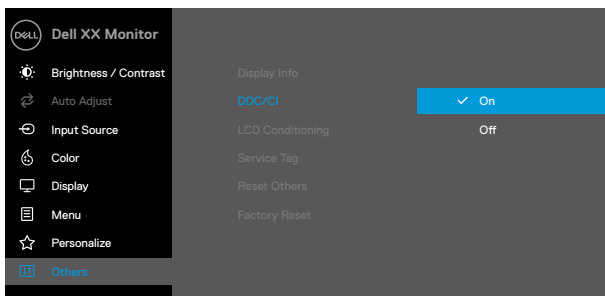 DELL Dell XX Monitor
Brightness / Contrast
Display Info
Auto Adjust
DDC/CI
On
Input Source
LCD Conditioning
Off
Color
Service Tag
Display
Reset Others
Menu
Factory Reset
Personalize
Others